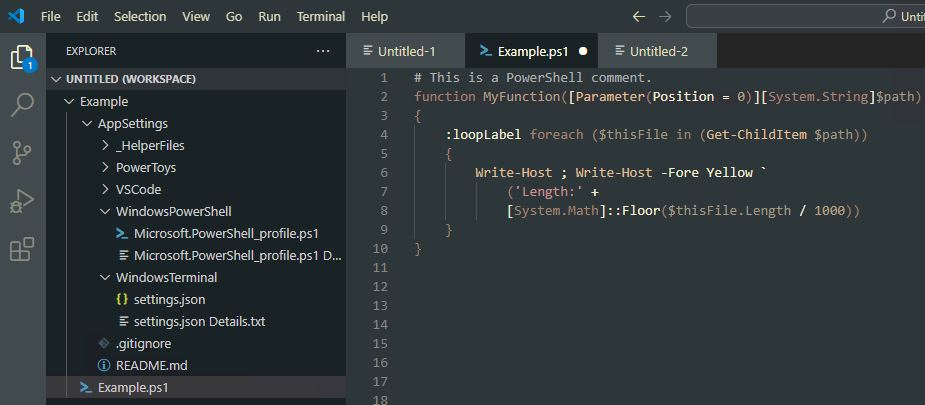 File Edit Selection View Go Run Terminal Help Unti
EXPLORER ···
1
UNTITLED (WORKSPACE)
Example
AppSettings
_HelperFiles
PowerToys
VSCode
WindowsPowerShell
Microsoft.PowerShell_profile.ps1
Microsoft.PowerShell_profile.ps1 D...
WindowsTerminal
{} settings.json
settings.json Details.txt
.gitignore
README.md
Example.ps1
Untitled-1 Example.ps1 Untitled-2
1 # This is a PowerShell comment.
2 function MyFunction([Parameter(Position = 0)][System.String]$path)
3 {
4 :loopLabel foreach ($thisFile in (Get-ChildItem $path))
5 {
6 Write-Host ; Write-Host -Fore Yellow `
7 ('Length:' +
8 [System.Math]::Floor($thisFile.Length / 1000))
9 }
10 }
11
12
13
14
15
16
17
18